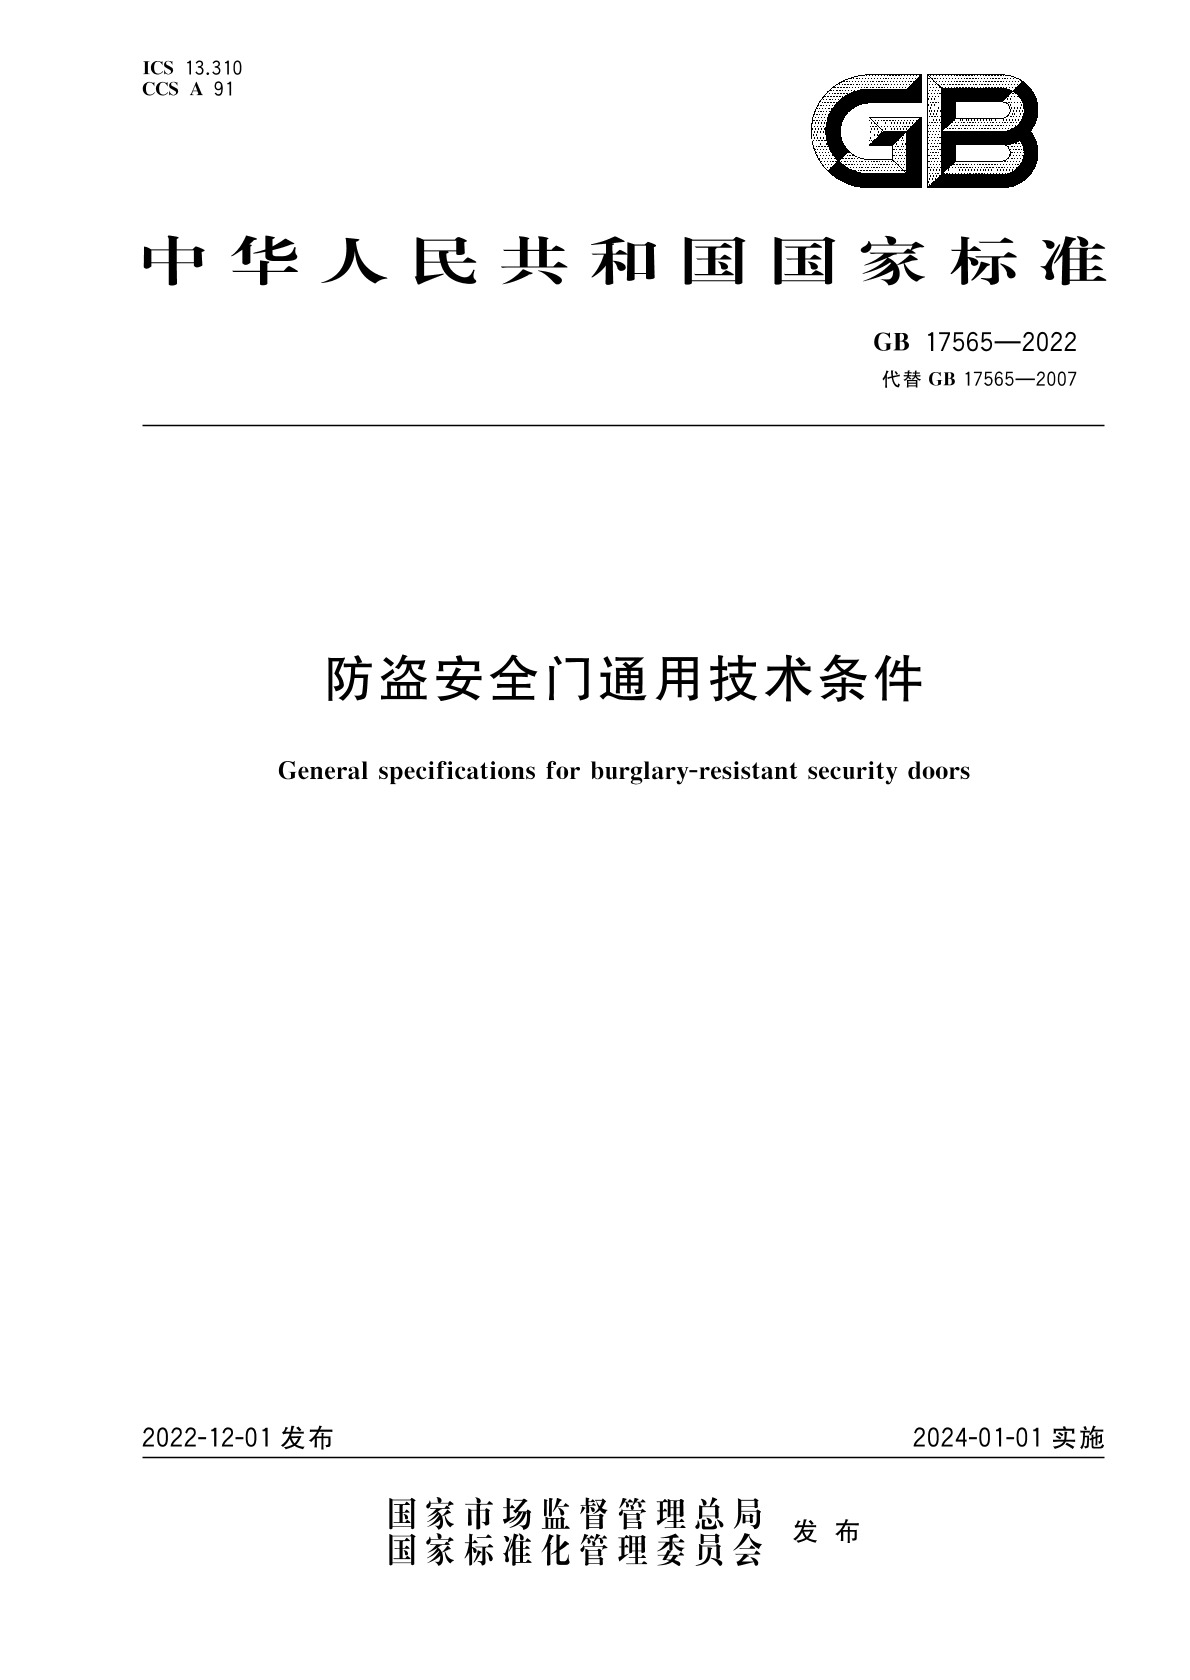 ICS 13.310
CCS A 91
GB
中华人民共和国国家标准
GB 17565—2022
代替 GB 17565—2007
防盗安全门通用技术条件
General specifications for burglary-resistant security doors
2022-12-01 发布
2024-01-01 实施
国家市场监督管理总局
国家标准化管理委员会
发布